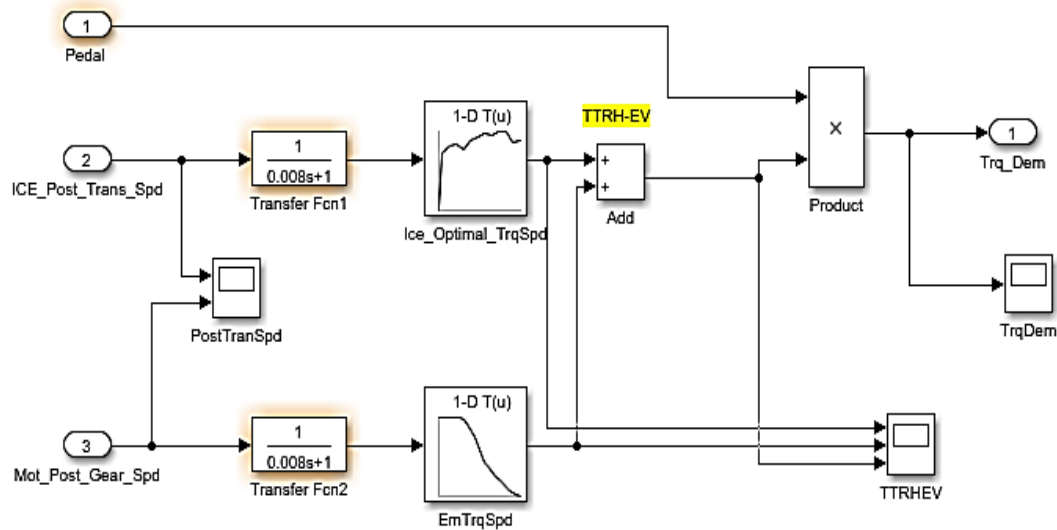 1
Pedal
TTRH-EV
1-D T(u)
×
1
Trq_Dem
2
ICE_Post_Trans_Spd
1
0.008s+1
Transfer Fcn1
Ice_Optimal_TrqSpd
+
+
Add
Product
PostTranSpd
TrqDem
3
Mot_Post_Gear_Spd
1
0.008s+1
Transfer Fcn2
1-D T(u)
EmTrqSpd
TTRHEV